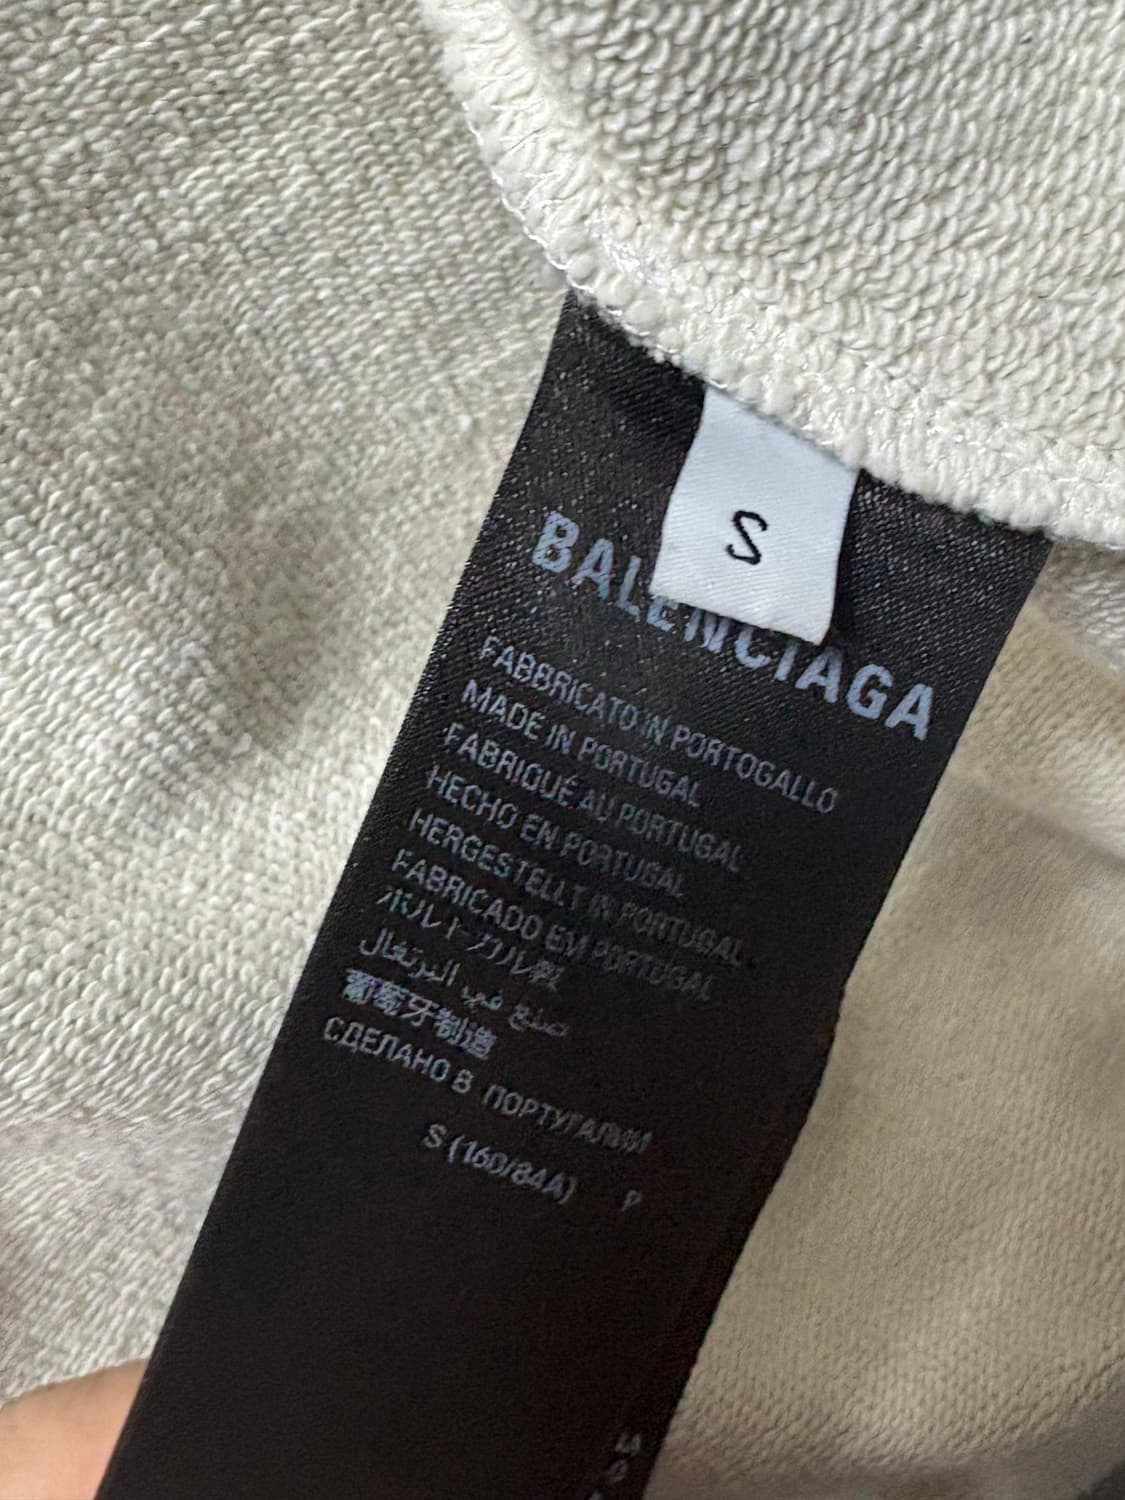 S
BALENCIAGA
FABBRICATO IN PORTOGALLO
MADE IN PORTUGAL
FABRIQUÉ AU PORTUGAL
HECHO EN PORTUGAL
HERGESTELLT IN PORTUGAL
FABRICADO EM PORTUGAL
ポルトガル製
صنع في البرتغال
葡萄牙制造
СДЕЛАНО В ПОРТУГАЛИИ
S (160/84A) P